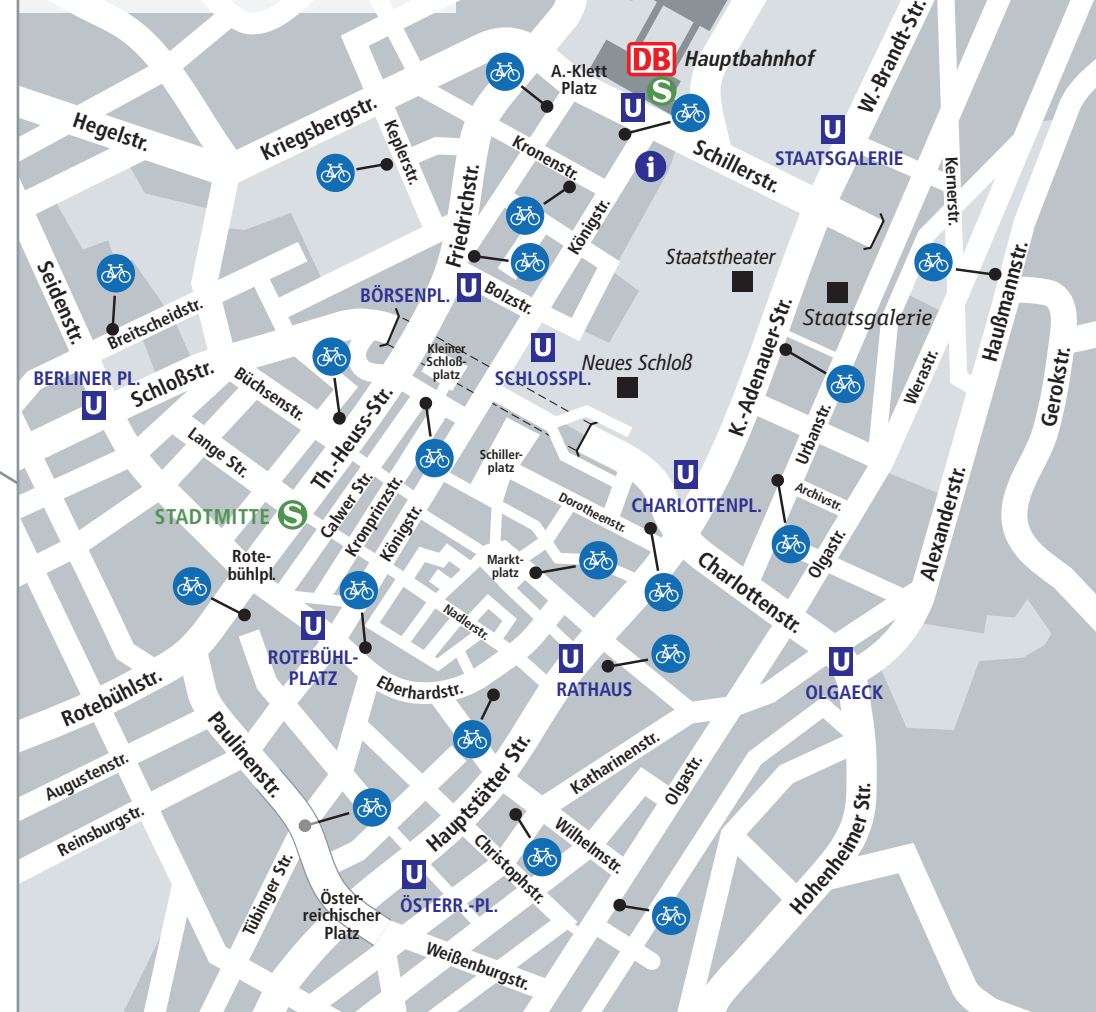 DB
Hauptbahnhof
A.-Klett
Platz
S
U
i
W.-Brandt-Str.
U
STAATSGALERIE
Hegelstr.
Kriegsbergstr.
Keplerstr.
Kronenstr.
Schillerstr.
Kernerstr.
Friedrichstr.
Königstr.
Staatstheater
Staatsgalerie
Haußmannstr.
Seidenstr.
Breitscheidstr.
BÖRSENPL.
U
Bolzstr.
Gerokstr.
Kleiner
Schloß-
platz
U
SCHLOSSPL.
Neues Schloß
K.-Adenauer-Str.
Werastr.
BERLINER PL.
U
Schloßstr.
Büchsenstr.
Th.-Heuss-Str.
Urbanstr.
Lange Str.
Schiller-
platz
U
CHARLOTTENPL.
Archivstr.
Alexanderstr.
STADTMITTE
S
Calwer Str.
Kronprinzstr.
Königstr.
Dorotheenstr.
Olgastr.
Rote-
bühlpl.
Markt-
platz
Charlottenstr.
Nadlerstr.
U
ROTEBÜHL-
PLATZ
U
RATHAUS
U
OLGAECK
Rotebühlstr.
Eberhardstr.
Paulinenstr.
Augustenstr.
Reinsburgstr.
Hauptstätter Str.
Katharinenstr.
Olgastr.
Hohenheimer Str.
Wilhelmstr.
Christophstr.
Tübinger Str.
U
ÖSTERR.-PL.
Öster-
reichischer
Platz
Weißenburgstr.